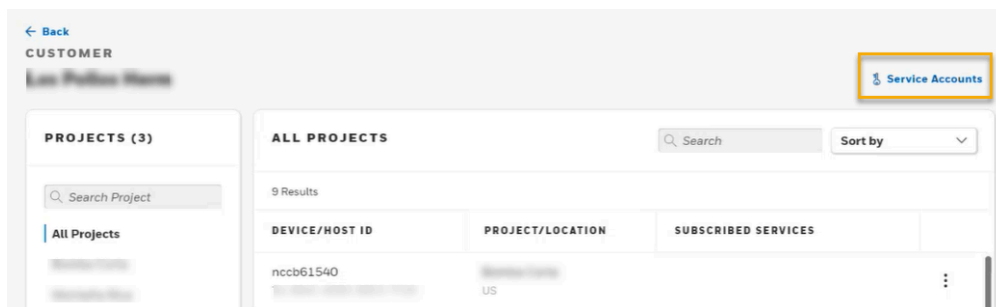 ← Back
CUSTOMER
Service Accounts
PROJECTS (3)
Search Project
All Projects
ALL PROJECTS
Search
Sort by
9 Results
DEVICE/HOST ID PROJECT/LOCATION SUBSCRIBED SERVICES
nccb61540
US